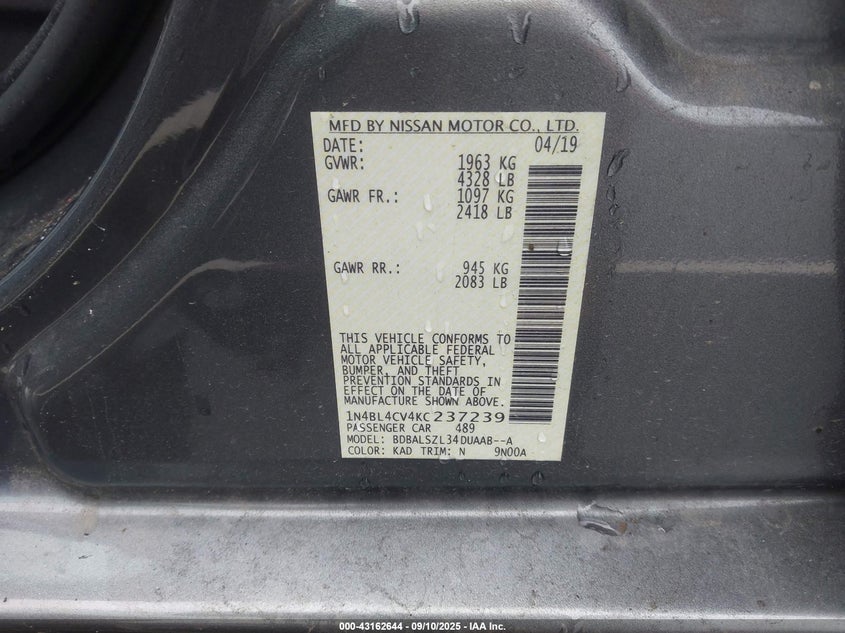 MFD BY NISSAN MOTOR CO., LTD.
DATE: 04/19
GVWR: 1963 KG
4328 LB
GAWR FR.: 1097 KG
2418 LB
GAWR RR.: 945 KG
2083 LB
THIS VEHICLE CONFORMS TO
ALL APPLICABLE FEDERAL
MOTOR VEHICLE SAFETY,
BUMPER, AND THEFT
PREVENTION STANDARDS IN
EFFECT ON THE DATE OF
MANUFACTURE SHOWN ABOVE.
1N4BL4CV4KC237239
PASSENGER CAR 489
MODEL: BDBALSZL34DUAAB--A
COLOR: KAD TRIM: N 9N00A
000-43162644 - 09/10/2025 - IAA Inc.